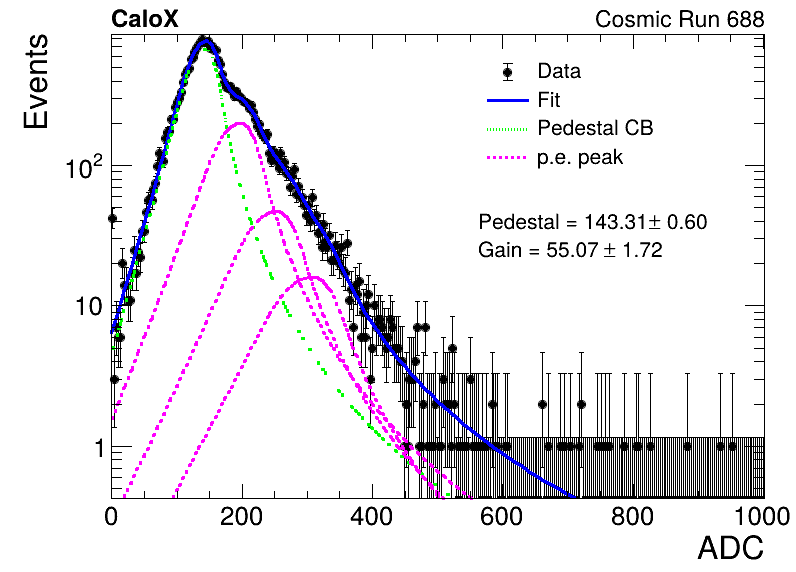 CaloX Cosmic Run 688
Events
Data
Fit
Pedestal CB
p.e. peak
Pedestal = 143.31± 0.60
Gain = 55.07 ± 1.72
10²
10
1
0 200 400 600 800 1000
ADC